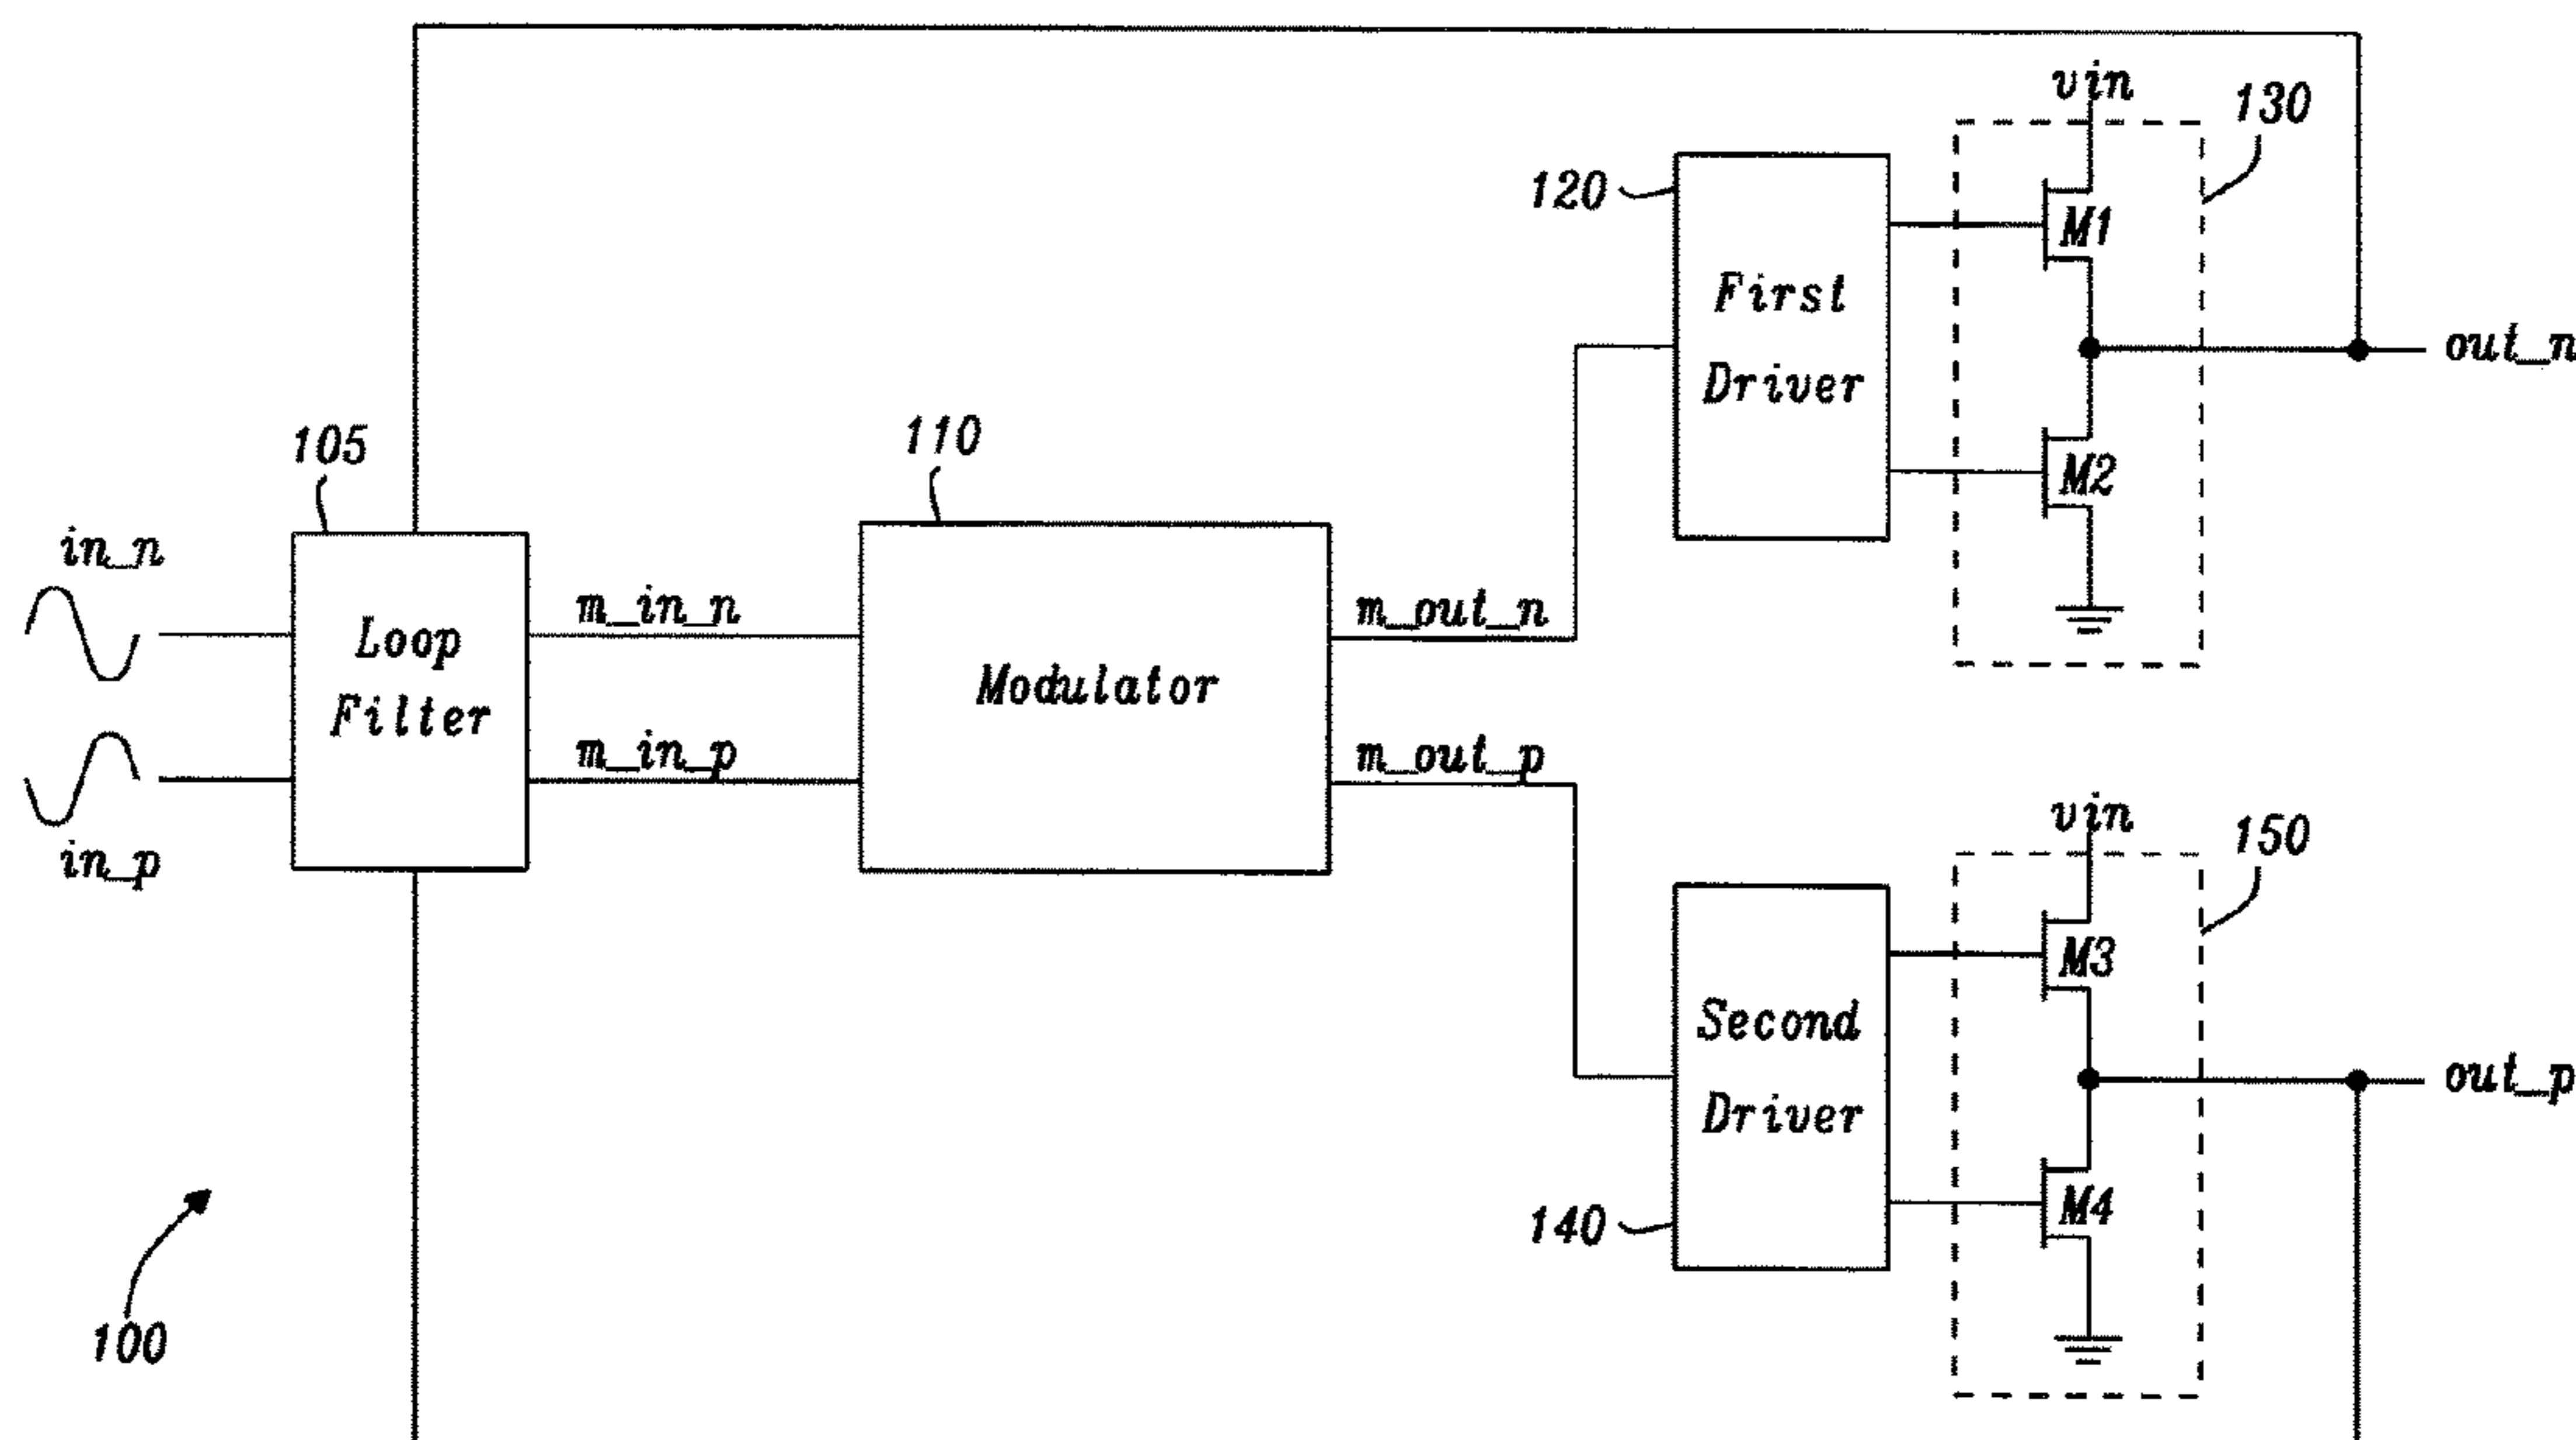 vin
130
120
M1
First
Driver
out_n
M2
105
110
in_n
Loop
Filter
m_in_n
m_out_n
Modulator
m_in_p
m_out_p
in_p
vin
150
M3
Second
Driver
out_p
M4
140
100